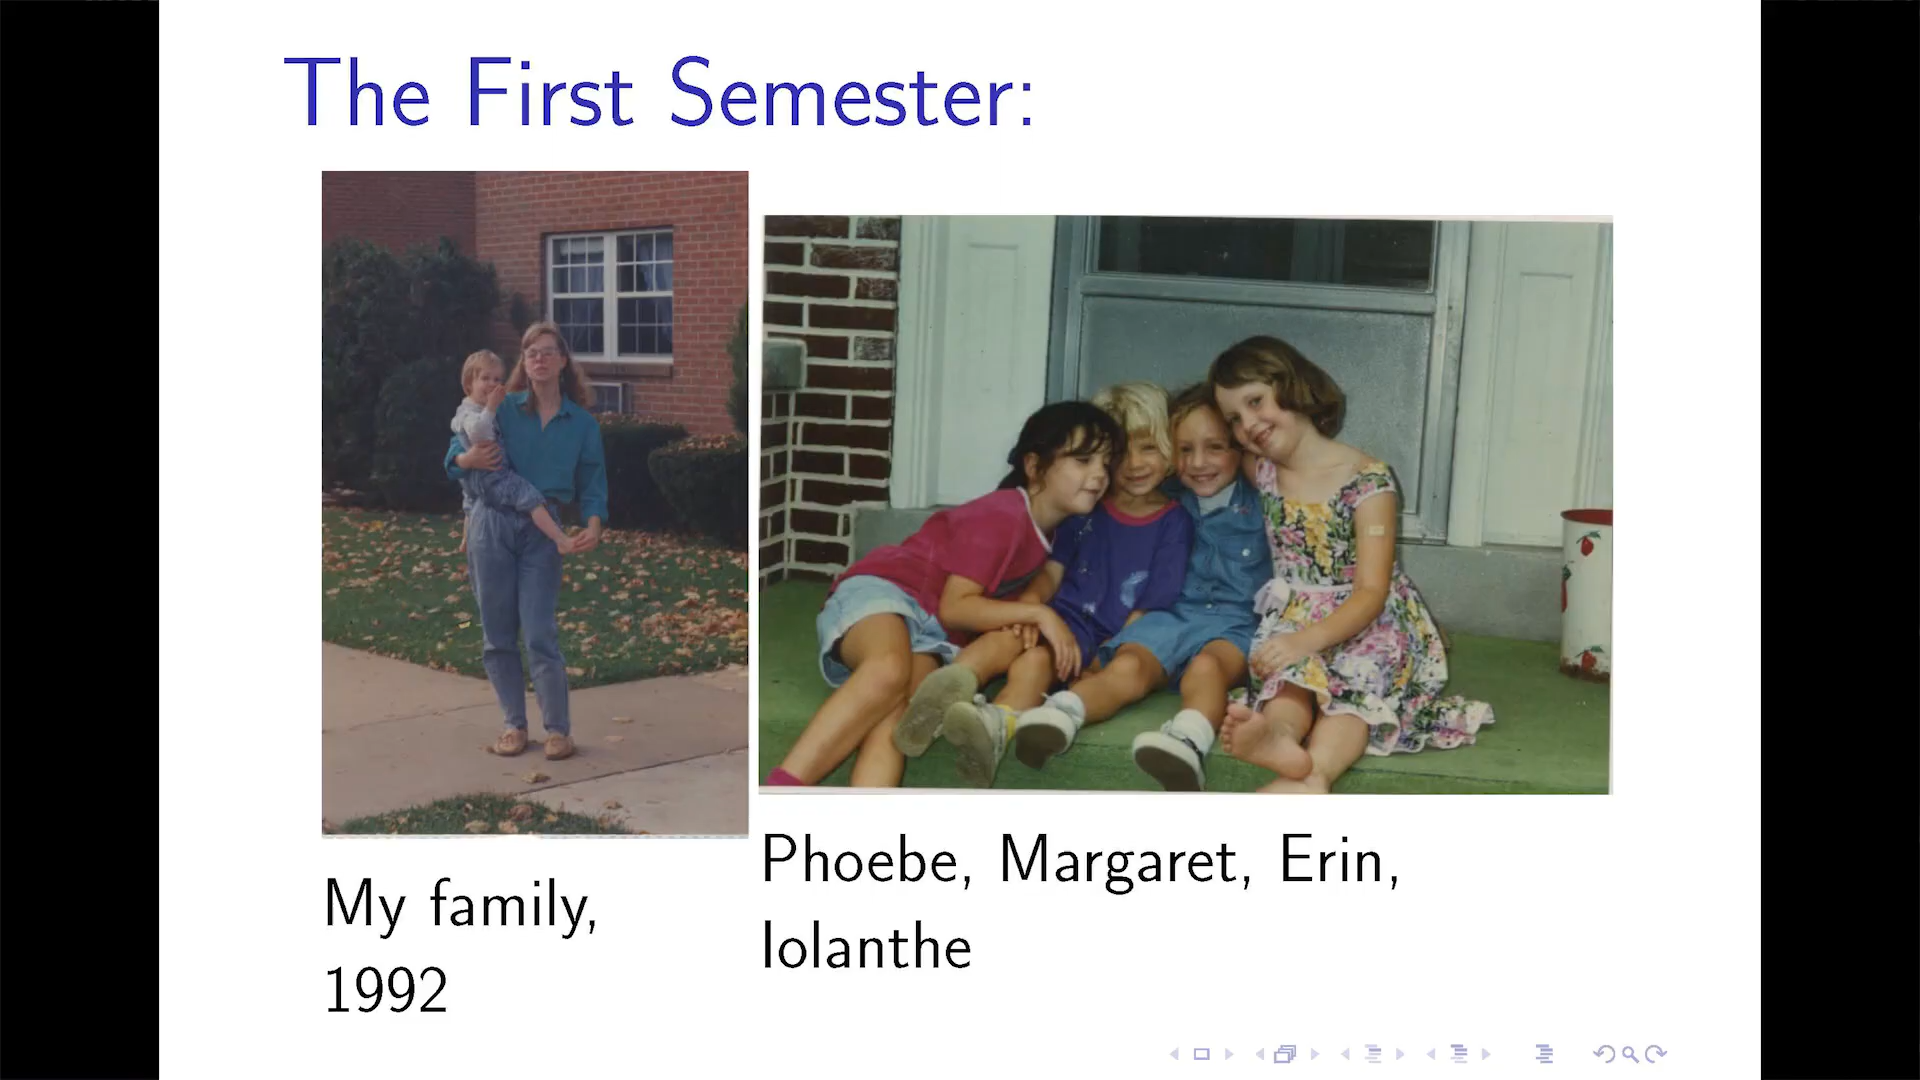 The First Semester:
My family,
1992
Phoebe, Margaret, Erin,
Iolanthe